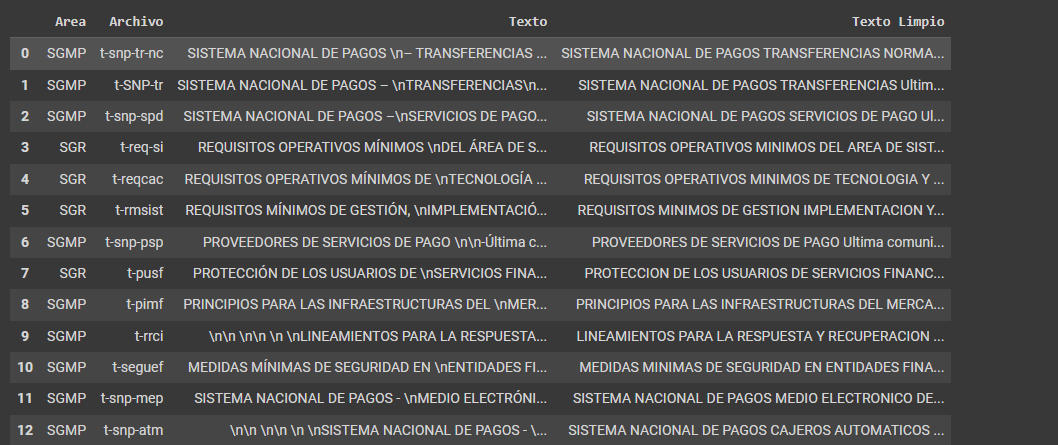 Area Archivo Texto Texto Limpio
0 SGMP t-snp-tr-nc SISTEMA NACIONAL DE PAGOS \n– TRANSFERENCIAS ... SISTEMA NACIONAL DE PAGOS TRANSFERENCIAS NORMA...
1 SGMP t-SNP-tr SISTEMA NACIONAL DE PAGOS – \nTRANSFERENCIAS\n... SISTEMA NACIONAL DE PAGOS TRANSFERENCIAS Ultim...
2 SGMP t-snp-spd SISTEMA NACIONAL DE PAGOS –\nSERVICIOS DE PAGO... SISTEMA NACIONAL DE PAGOS SERVICIOS DE PAGO Ul...
3 SGR t-req-si REQUISITOS OPERATIVOS MÍNIMOS \nDEL ÁREA DE S... REQUISITOS OPERATIVOS MINIMOS DEL AREA DE SIST...
4 SGR t-reqcac REQUISITOS OPERATIVOS MÍNIMOS DE \nTECNOLOGÍA ... REQUISITOS OPERATIVOS MINIMOS DE TECNOLOGIA Y ...
5 SGR t-rmsist REQUISITOS MÍNIMOS DE GESTIÓN, \nIMPLEMENTACIÓ... REQUISITOS MINIMOS DE GESTION IMPLEMENTACION Y...
6 SGMP t-snp-psp PROVEEDORES DE SERVICIOS DE PAGO \n\n-Última c... PROVEEDORES DE SERVICIOS DE PAGO Ultima comuni...
7 SGR t-pusf PROTECCIÓN DE LOS USUARIOS DE \nSERVICIOS FINA... PROTECCION DE LOS USUARIOS DE SERVICIOS FINANC...
8 SGMP t-pimf PRINCIPIOS PARA LAS INFRAESTRUCTURAS DEL \nMER... PRINCIPIOS PARA LAS INFRAESTRUCTURAS DEL MERCA...
9 SGMP t-rrci \n\n \n\n \n \nLINEAMIENTOS PARA LA RESPUESTA... LINEAMIENTOS PARA LA RESPUESTA Y RECUPERACION ...
10 SGMP t-seguef MEDIDAS MÍNIMAS DE SEGURIDAD EN \nENTIDADES FI... MEDIDAS MINIMAS DE SEGURIDAD EN ENTIDADES FINA...
11 SGMP t-snp-mep SISTEMA NACIONAL DE PAGOS - \nMEDIO ELECTRÓNI... SISTEMA NACIONAL DE PAGOS MEDIO ELECTRONICO DE...
12 SGMP t-snp-atm \n\n \n\n \n \nSISTEMA NACIONAL DE PAGOS - \... SISTEMA NACIONAL DE PAGOS CAJEROS AUTOMATICOS ...